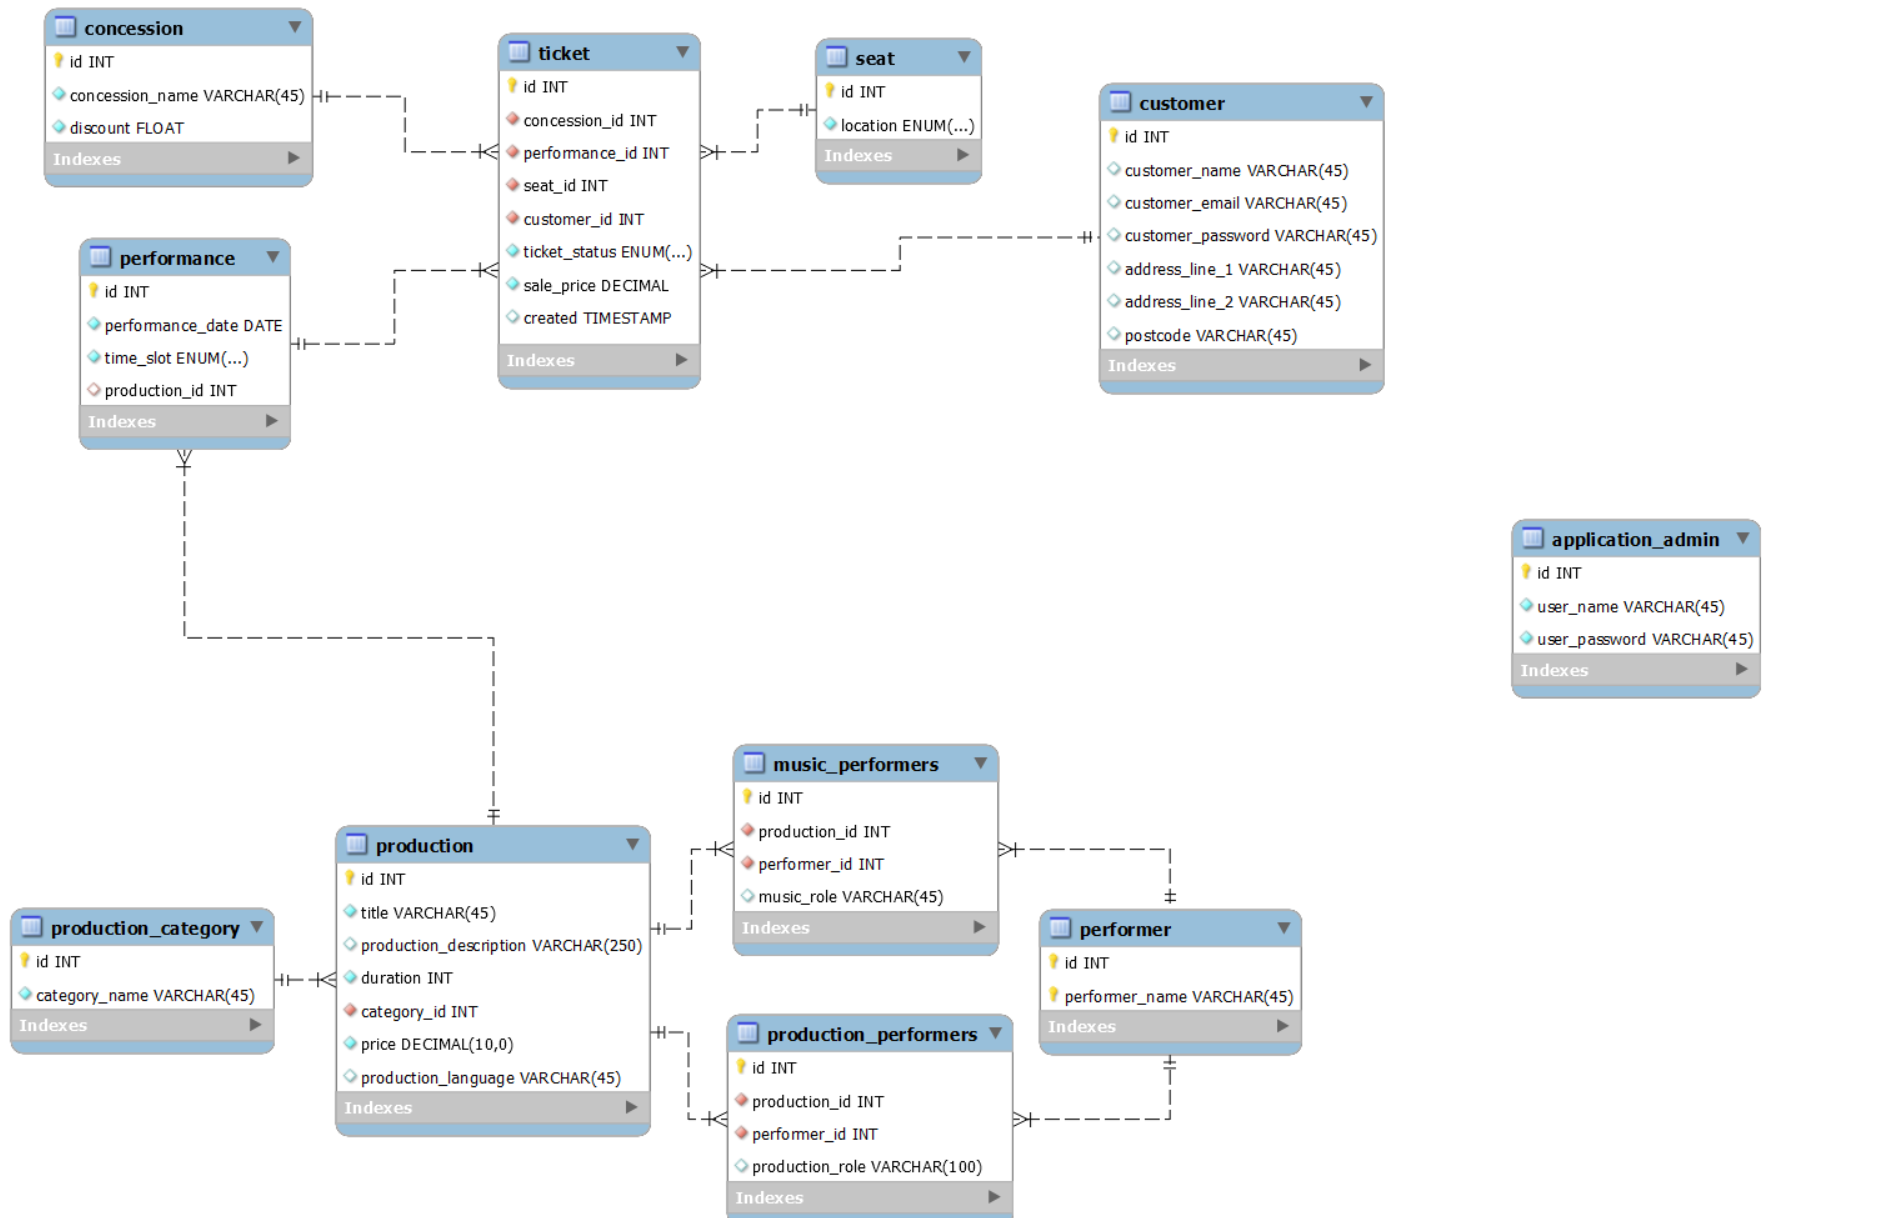 concession
id INT
concession_name VARCHAR(45)
discount FLOAT
Indexes
ticket
id INT
concession_id INT
performance_id INT
seat_id INT
customer_id INT
ticket_status ENUM(...)
sale_price DECIMAL
created TIMESTAMP
Indexes
seat
id INT
location ENUM(...)
Indexes
customer
id INT
customer_name VARCHAR(45)
customer_email VARCHAR(45)
customer_password VARCHAR(45)
address_line_1 VARCHAR(45)
address_line_2 VARCHAR(45)
postcode VARCHAR(45)
Indexes
performance
id INT
performance_date DATE
time_slot ENUM(...)
production_id INT
Indexes
application_admin
id INT
user_name VARCHAR(45)
user_password VARCHAR(45)
Indexes
music_performers
id INT
production_id INT
performer_id INT
music_role VARCHAR(45)
Indexes
production
id INT
title VARCHAR(45)
production_description VARCHAR(250)
duration INT
category_id INT
price DECIMAL(10,0)
production_language VARCHAR(45)
Indexes
production_category
id INT
category_name VARCHAR(45)
Indexes
performer
id INT
performer_name VARCHAR(45)
Indexes
production_performers
id INT
production_id INT
performer_id INT
production_role VARCHAR(100)
Indexes